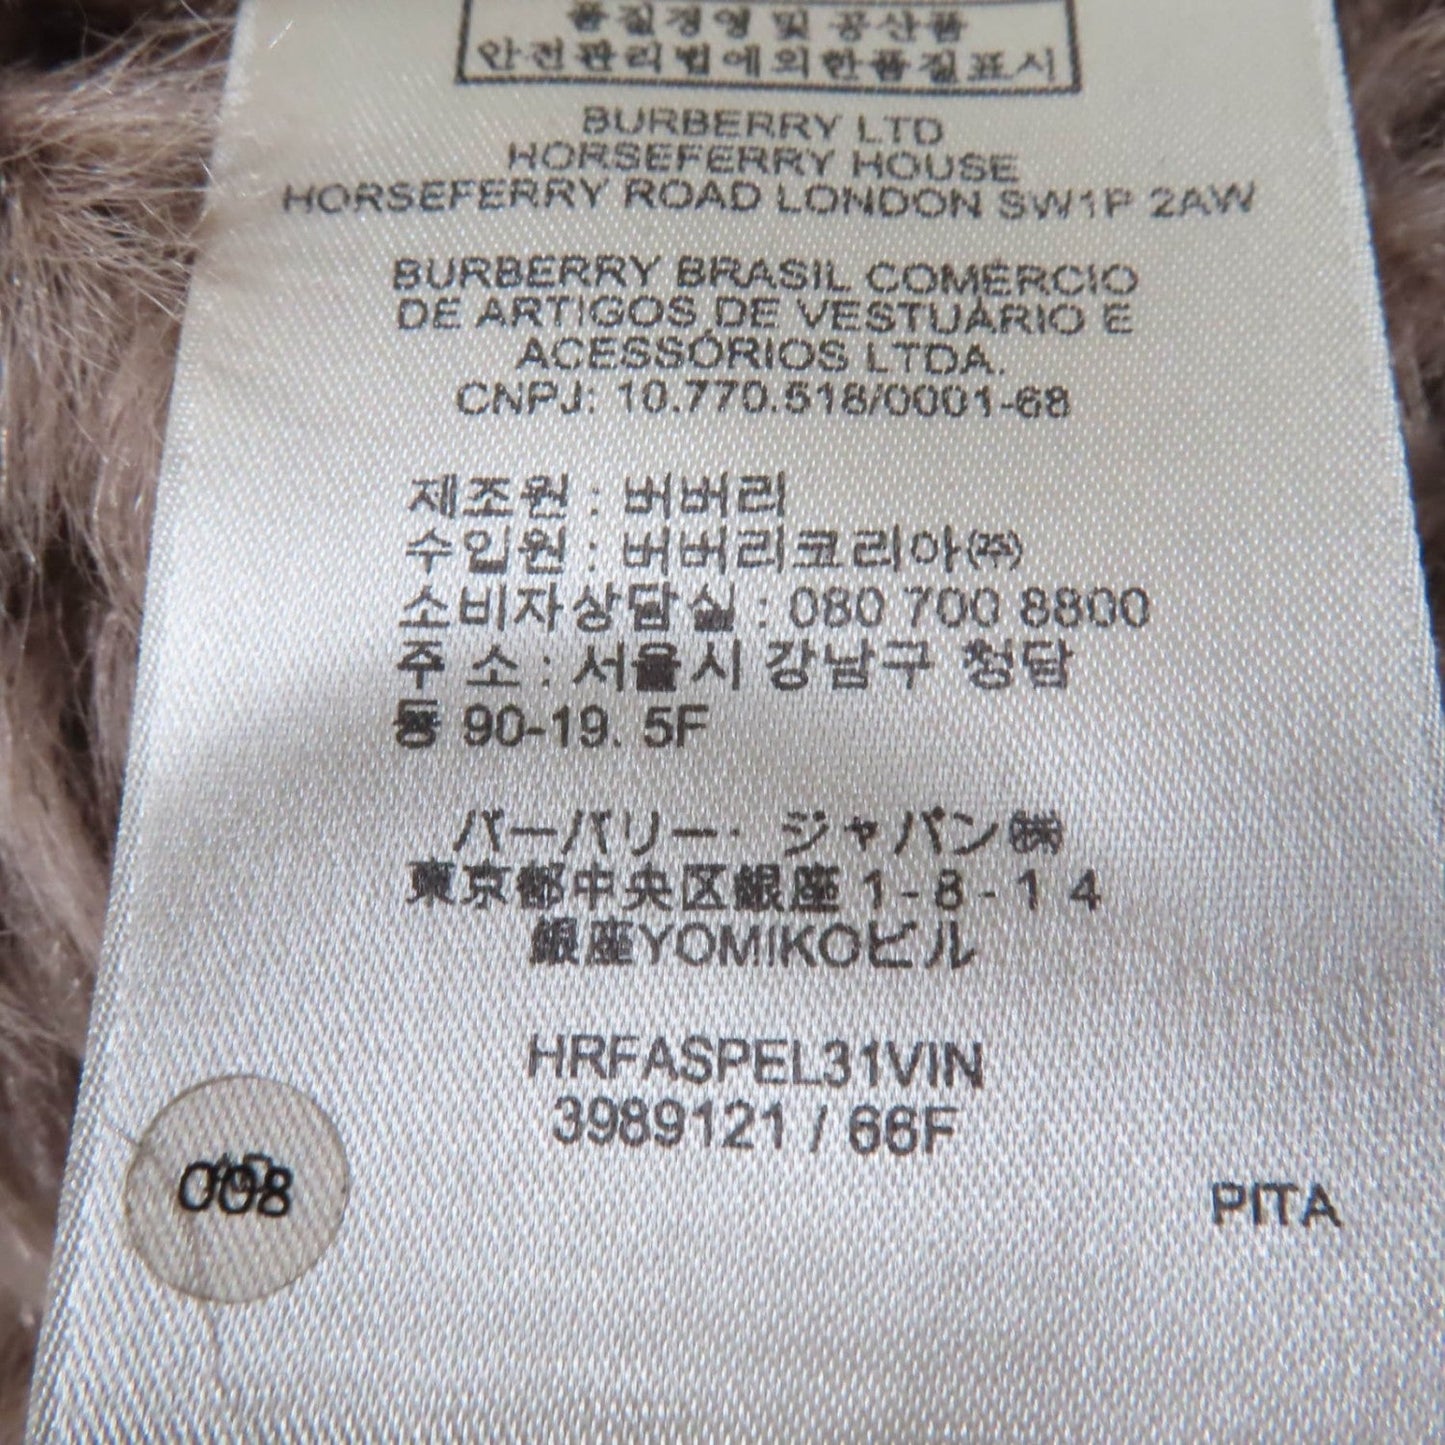 품질경영 및 공산품
안전관리법에의한품질표시
BURBERRY LTD
HORSEFERRY HOUSE
HORSEFERRY ROAD LONDON SW1P 2AW
BURBERRY BRASIL COMÉRCIO
DE ARTIGOS DE VESTUÁRIO E
ACESSÓRIOS LTDA.
CNPJ: 10.770.518/0001-68
제조원 : 버버리
수입원 : 버버리코리아㈜
소비자상담실 : 080 700 8800
주 소 : 서울시 강남구 청담
동 90-19. 5F
バーバリー・ジャパン㈱
東京都中央区銀座 1-8-14
銀座YOMIKOビル
HRFASPEL31VIN
3989121 / 66F
008
PITA